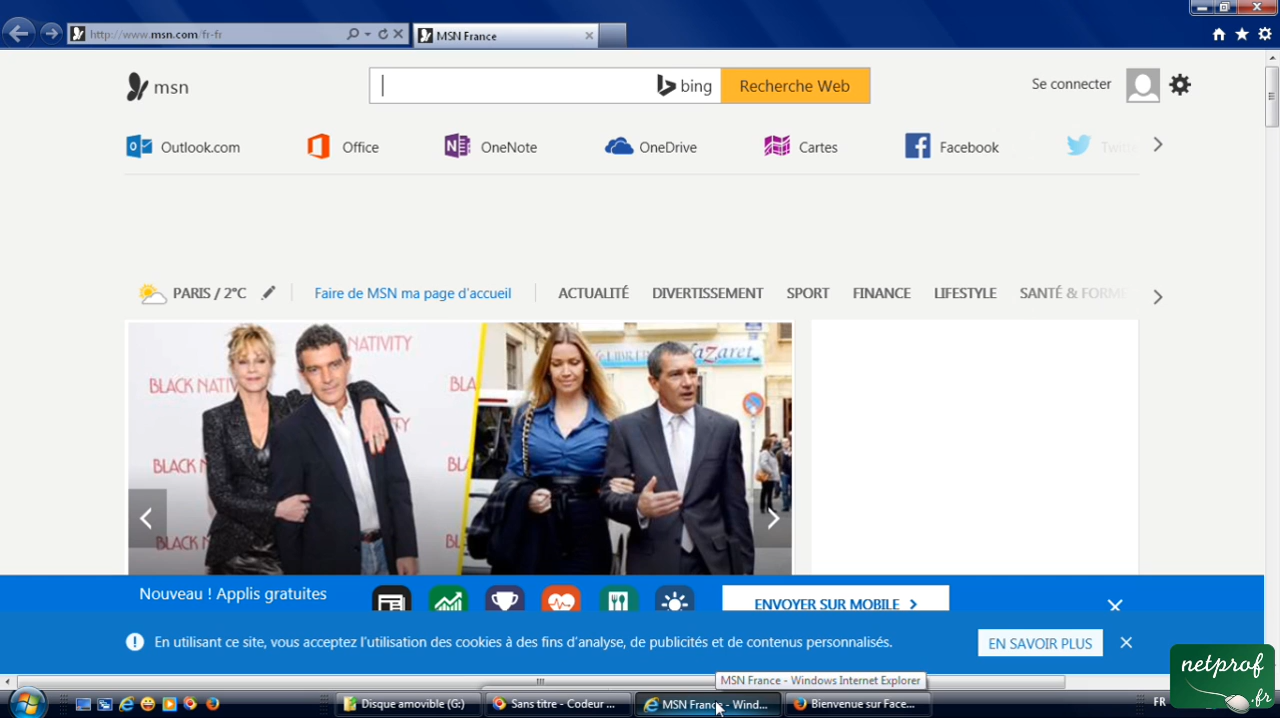 http://www.msn.com/fr-fr
MSN France
msn
bing
Recherche Web
Se connecter
Outlook.com
Office
OneNote
OneDrive
Cartes
Facebook
PARIS / 2°C
Faire de MSN ma page d'accueil
ACTUALITÉ
DIVERTISSEMENT
SPORT
FINANCE
LIFESTYLE
SANTÉ & FORME
NATIVITY
BLACK NATIVITY
BLACK N
Nouveau ! Applis gratuites
ENVOYER SUR MOBILE
En utilisant ce site, vous acceptez l'utilisation des cookies à des fins d'analyse, de publicités et de contenus personnalisés.
EN SAVOIR PLUS
MSN France - Windows Internet Explorer
Disque amovible (G:)
Sans titre - Codeur ...
MSN France - Wind...
Bienvenue sur Face...
FR
netprof
.fr